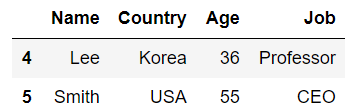 Name Country Age Job
4 Lee Korea 36 Professor
5 Smith USA 55 CEO